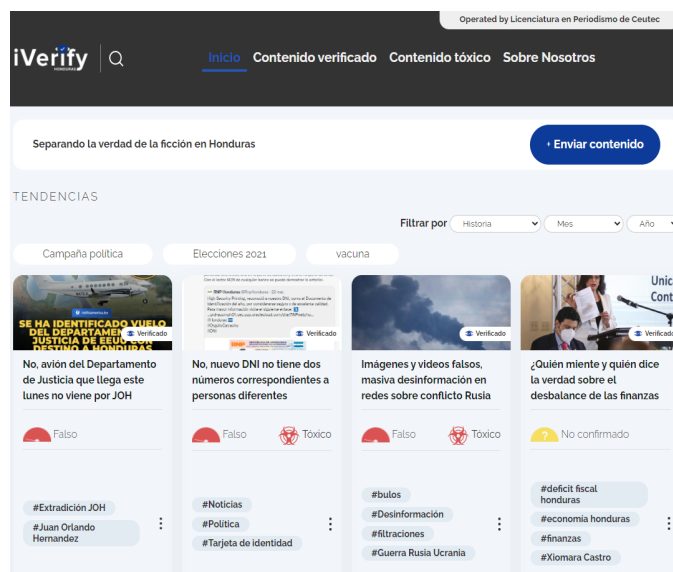 Operated by Licenciatura en Periodismo de Ceutec
iVerify
HONDURAS
Inicio Contenido verificado Contenido tóxico Sobre Nosotros
Separando la verdad de la ficción en Honduras
+ Enviar contenido
TENDENCIAS
Filtrar por Historia Mes Año
Campaña política Elecciones 2021 vacuna
SE HA IDENTIFICADO VUELO
DEL DEPARTAMENTO
JUSTICIA DE EEUU CON
DESTINO A HONDURAS
Verificado
No, avión del Departamento
de Justicia que llega este
lunes no viene por JOH
Falso
#Extradición JOH
#Juan Orlando
Hernandez
Verificado
No, nuevo DNI no tiene dos
números correspondientes a
personas diferentes
Falso Tóxico
#Noticias
#Política
#Tarjeta de identidad
Verificado
Imágenes y videos falsos,
masiva desinformación en
redes sobre conflicto Rusia
Falso Tóxico
#bulos
#Desinformación
#filtraciones
#Guerra Rusia Ucrania
Unic
Cont
Verificado
¿Quién miente y quién dice
la verdad sobre el
desbalance de las finanzas
? No confirmado
#deficit fiscal
honduras
#economía honduras
#finanzas
#Xiomara Castro